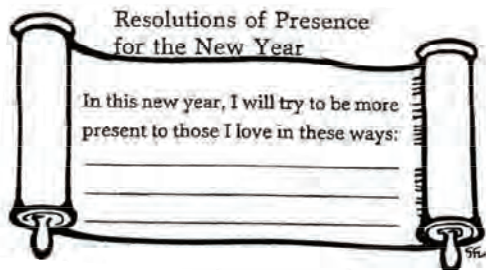 Resolutions of Presence
for the New Year
In this new year, I will try to be more
present to those I love in these ways: